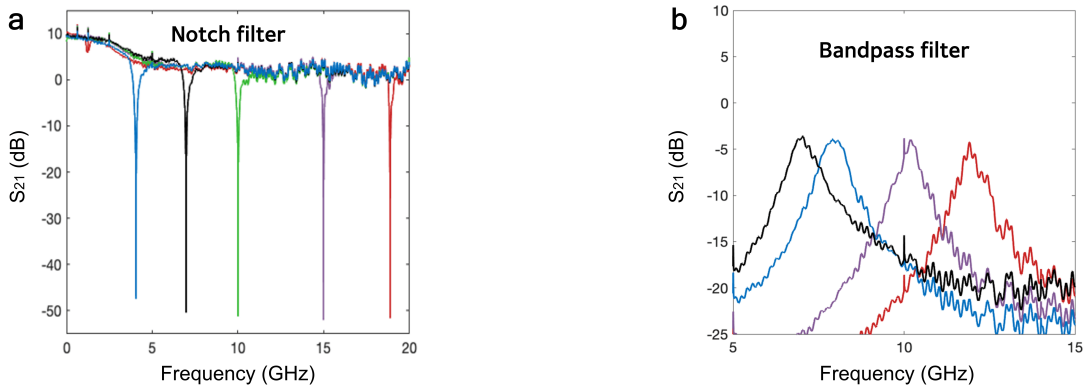 a
Notch filter
10
0
-10
-20
-30
-40
-50
S21 (dB)
0 5 10 15 20
Frequency (GHz)
b
Bandpass filter
10
5
0
-5
-10
-15
-20
-25
S21 (dB)
5 10 15
Frequency (GHz)